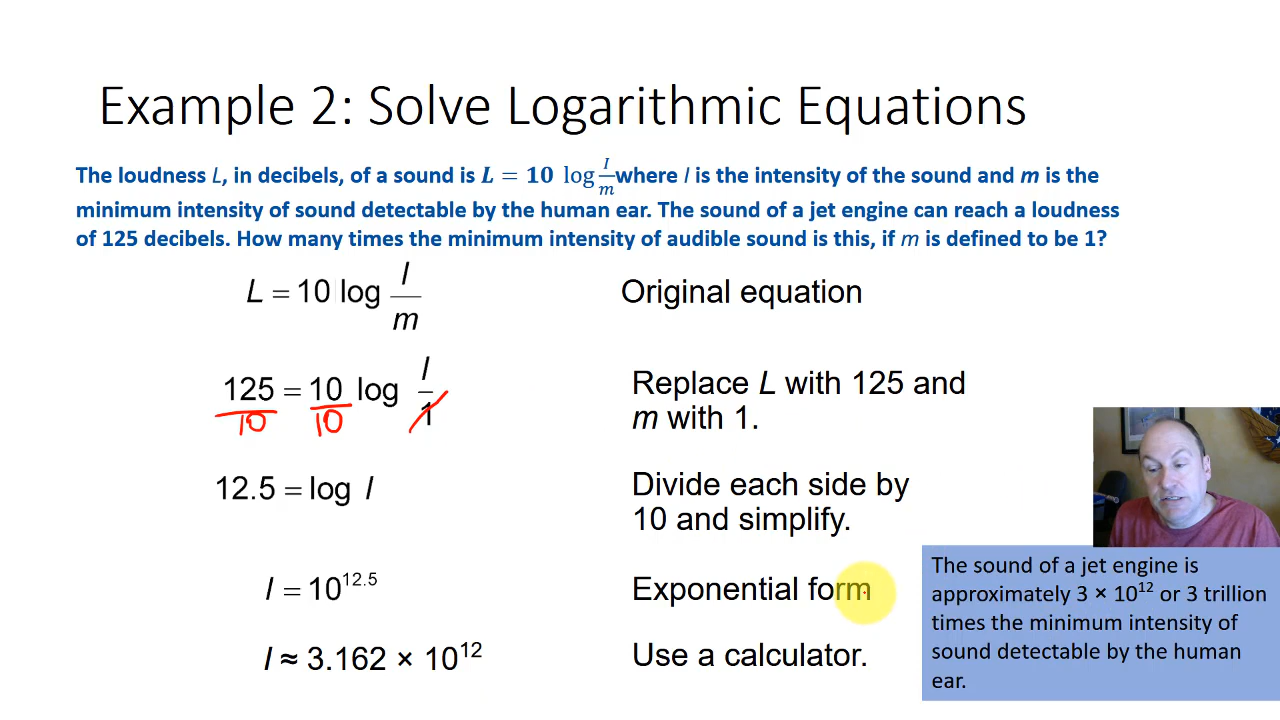 Example 2: Solve Logarithmic Equations
The loudness L, in decibels, of a sound is L = 10 log I/m where I is the intensity of the sound and m is the
minimum intensity of sound detectable by the human ear. The sound of a jet engine can reach a loudness
of 125 decibels. How many times the minimum intensity of audible sound is this, if m is defined to be 1?
L = 10 log I/m
Original equation
125 = 10 log I/1
10 10
Replace L with 125 and
m with 1.
12.5 = log I
Divide each side by
10 and simplify.
I = 10^12.5
Exponential form
I ≈ 3.162 × 10^12
Use a calculator.
The sound of a jet engine is
approximately 3 × 10^12 or 3 trillion
times the minimum intensity of
sound detectable by the human
ear.